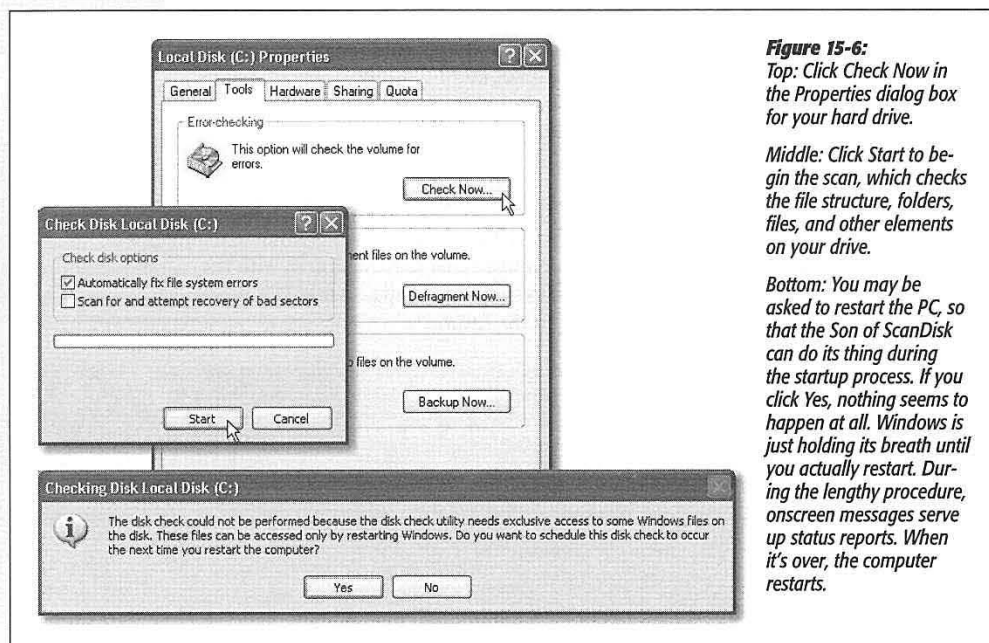 Local Disk (C:) Properties
General Tools Hardware Sharing Quota
Error-checking
This option will check the volume for
errors.
Check Now...
Check Disk Local Disk (C:)
Check disk options
Automatically fix file system errors
Scan for and attempt recovery of bad sectors
Start Cancel
files on the volume.
Defragment Now...
files on the volume.
Backup Now...
Checking Disk Local Disk (C:)
The disk check could not be performed because the disk check utility needs exclusive access to some Windows files on
the disk. These files can be accessed only by restarting Windows. Do you want to schedule this disk check to occur
the next time you restart the computer?
Yes No
Figure 15-6:
Top: Click Check Now in
the Properties dialog box
for your hard drive.
Middle: Click Start to be-
gin the scan, which checks
the file structure, folders,
files, and other elements
on your drive.
Bottom: You may be
asked to restart the PC, so
that the Son of ScanDisk
can do its thing during
the startup process. If you
click Yes, nothing seems to
happen at all. Windows is
just holding its breath until
you actually restart. Dur-
ing the lengthy procedure,
onscreen messages serve
up status reports. When
it's over, the computer
restarts.